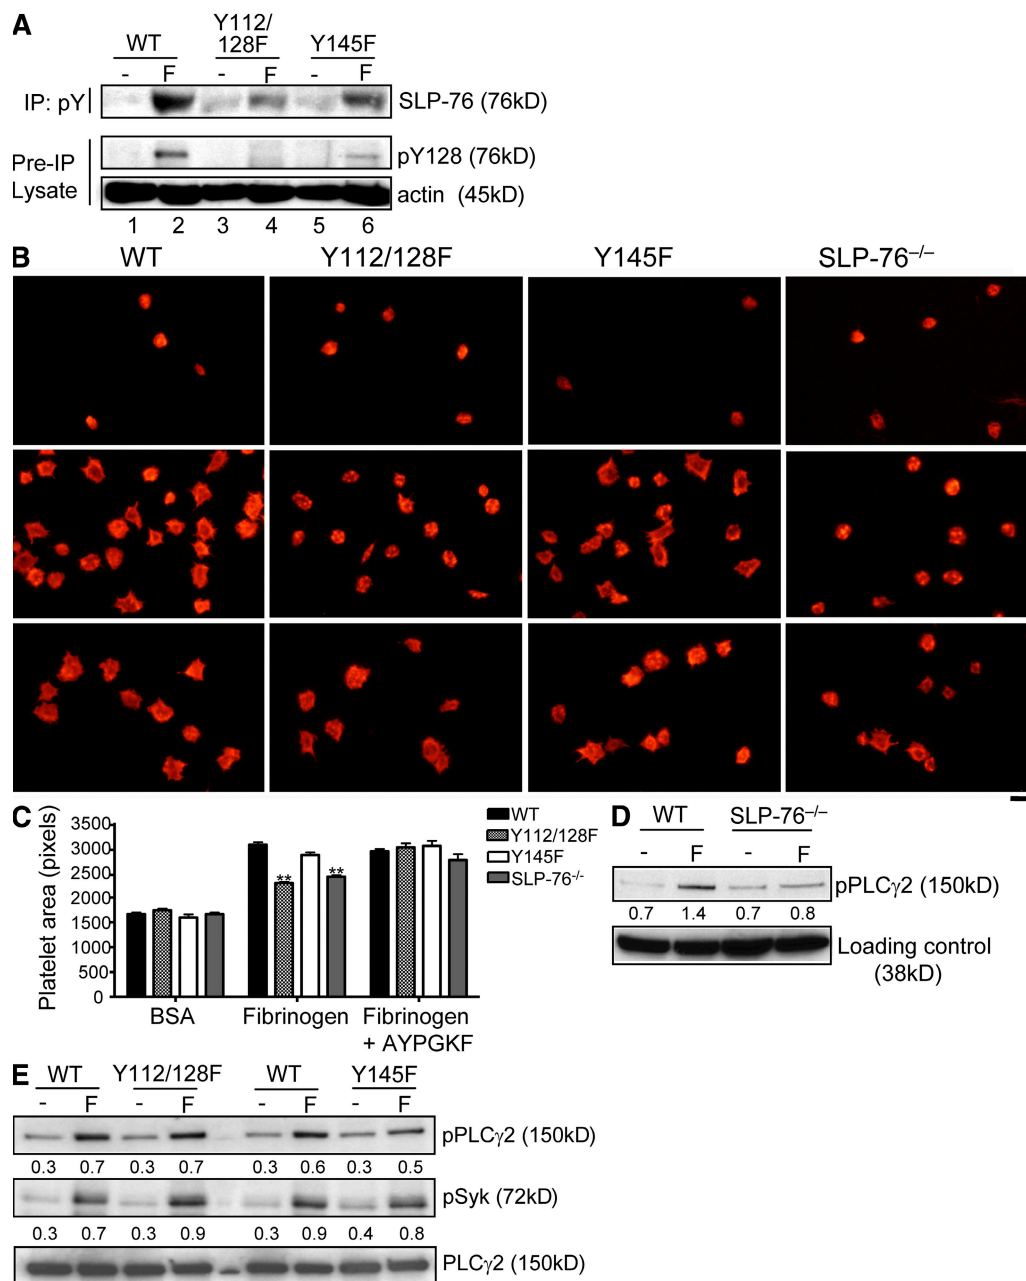 A
WT
Y112/
128F
Y145F
- F - F - F
IP: pY
SLP-76 (76kD)
Pre-IP
Lysate
pY128 (76kD)
actin (45kD)
1 2 3 4 5 6
B
WT Y112/128F Y145F SLP-76–/–
C
Platelet area (pixels)
3500
3000
2500
2000
1500
1000
500
0
** **
BSA Fibrinogen Fibrinogen
+ AYPGKF
WT
Y112/128F
Y145F
SLP-76-/-
D
WT SLP-76–/–
- F - F
pPLCγ2 (150kD)
0.7 1.4 0.7 0.8
Loading control
(38kD)
E
WT Y112/128F WT Y145F
- F - F - F - F
pPLCγ2 (150kD)
0.3 0.7 0.3 0.7 0.3 0.6 0.3 0.5
pSyk (72kD)
0.3 0.7 0.3 0.9 0.3 0.9 0.4 0.8
PLCγ2 (150kD)